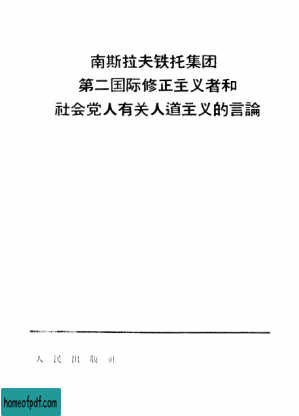 南斯拉夫铁托集团
第二国际修正主义者和
社会党人有关人道主义的言論
人民出版社
homeofpdf.com